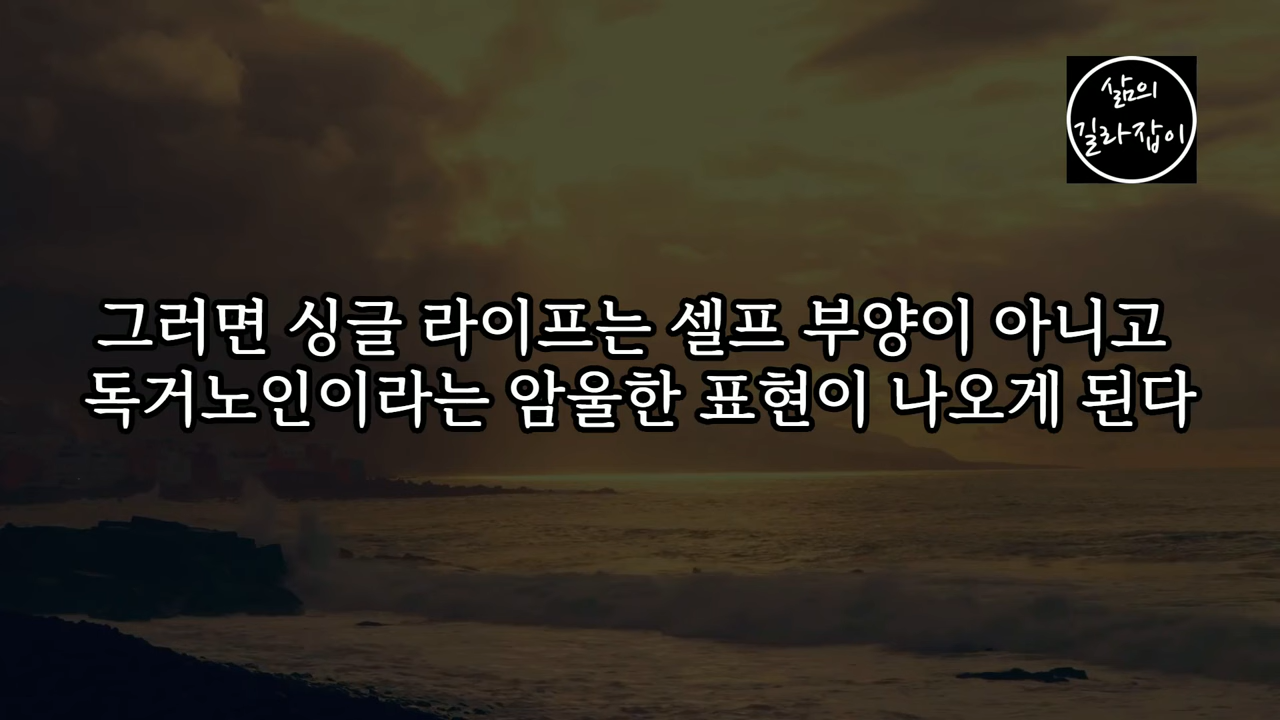 삶의
길라잡이
그러면 싱글 라이프는 셀프 부양이 아니고
독거노인이라는 암울한 표현이 나오게 된다